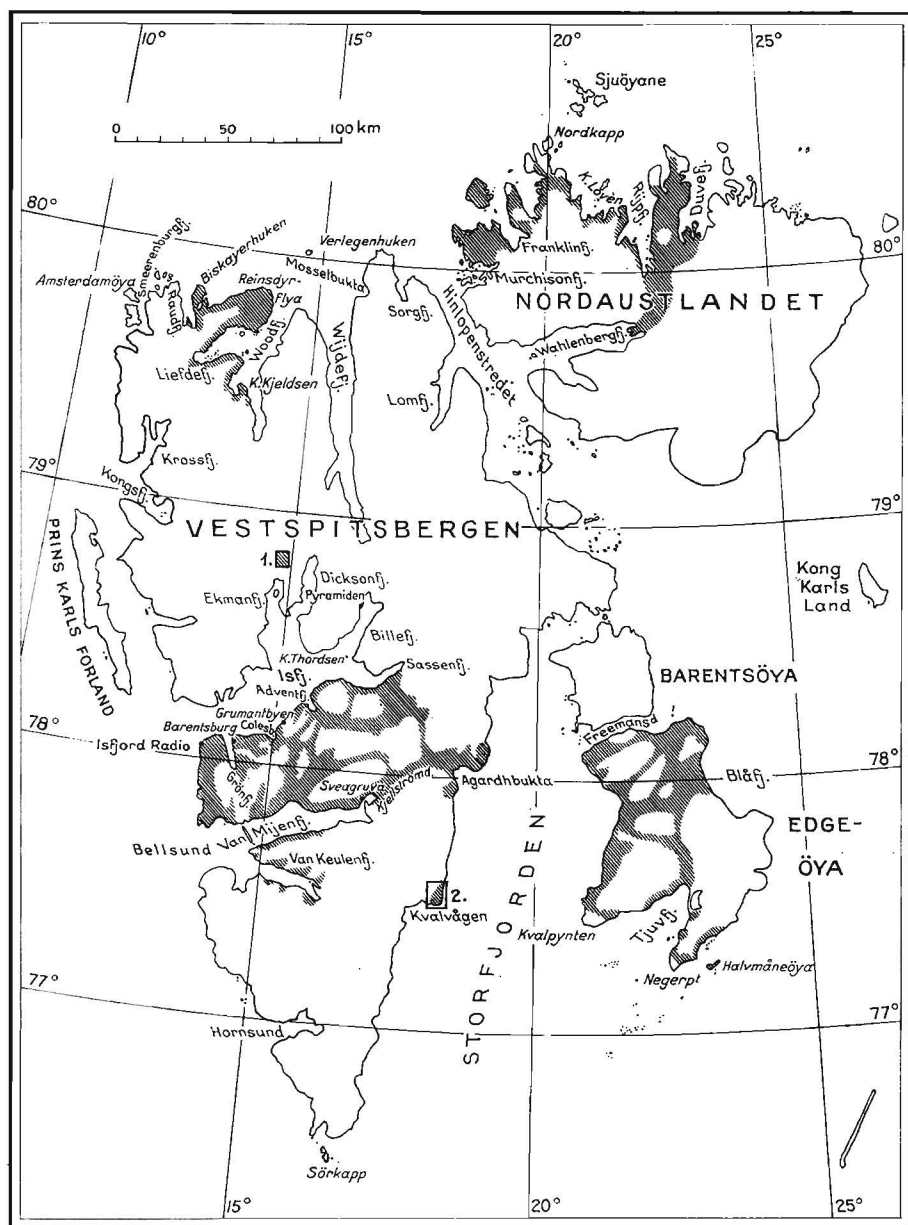 10°
15°
20°
25°
Sjuöyane
0 50 100 km
Nordkapp
K. Löven
Rijpfj.
Duvefj.
80°
Smeerenburgfj.
Biskayerhuken
Verlegenhuken
Franklinfj.
80°
Amsterdamöya
Raudfj.
Reinsdyr-
Flya
Mosselbukta
Murchisonfj.
NORDAUSTLANDET
Woodfj.
Wijdefj.
Sorgfj.
Hinlopenstredet
Wahlenbergfj.
Liefdefj.
K. Kjeldsen
Lomfj.
79°
Krossfj.
Kongsfj.
79°
VESTSPITSBERGEN
PRINS KARLS FORLAND
1.
Dicksonfj.
Kong
Karls
Land
Ekmanfj.
Pyramiden
Billefj.
K. Thordsen
Sassenfj.
BARENTSÖYA
Isfj.
Adventfj.
Grumantbyen
78°
Barentsburg
Colesb.
Freemansd.
Isfjord Radio
78°
Grönfj.
Sveagruva
Kjellströmd.
Agardhbukta
Blåfj.
Bellsund
Van Mijenfj.
EDGE-
ÖYA
Van Keulenfj.
2.
Kvalvågen
STORFJORDEN
Kvalpynten
Tjuvfj.
Negerpt
Halvmåneöya
77°
77°
Hornsund
Sörkapp
15°
20°
25°